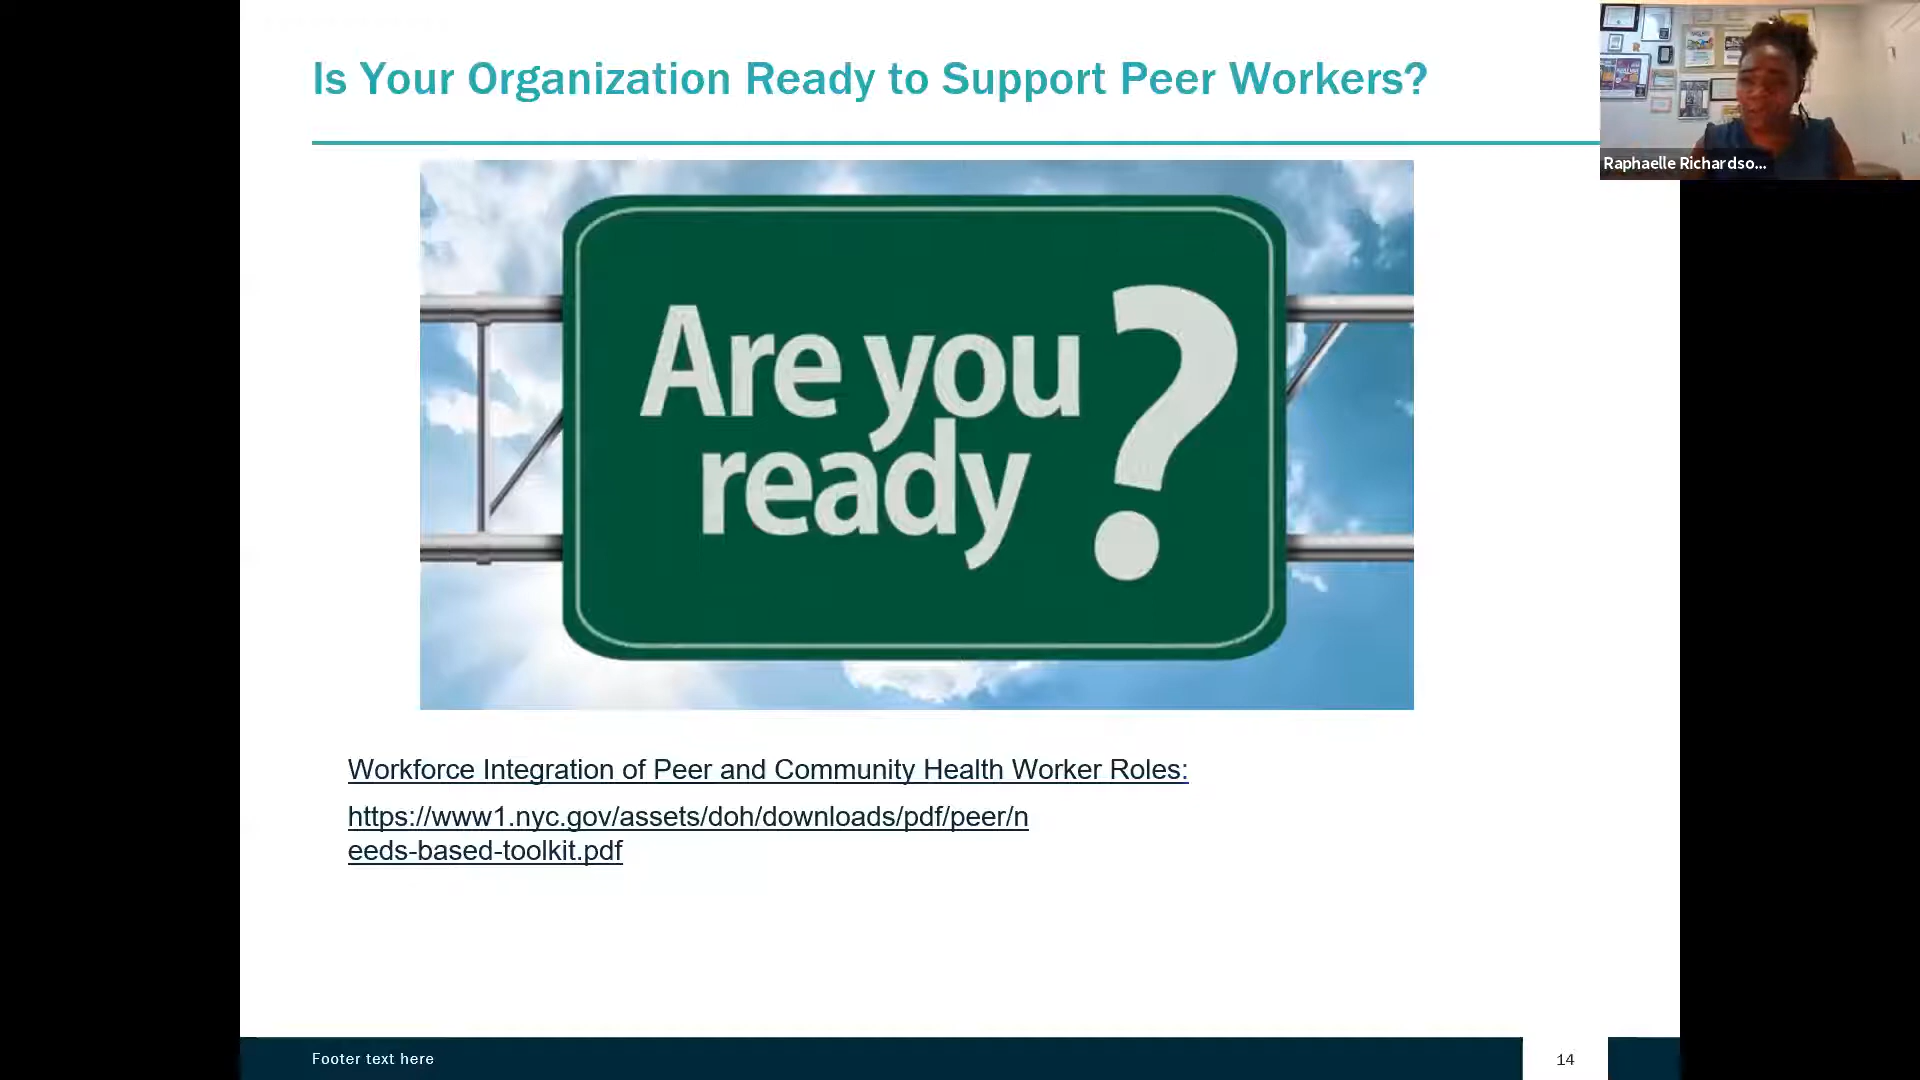 Is Your Organization Ready to Support Peer Workers?
Raphaelle Richardso...
Are you
ready
?
Workforce Integration of Peer and Community Health Worker Roles:
https://www1.nyc.gov/assets/doh/downloads/pdf/peer/n
eeds-based-toolkit.pdf
Footer text here
14